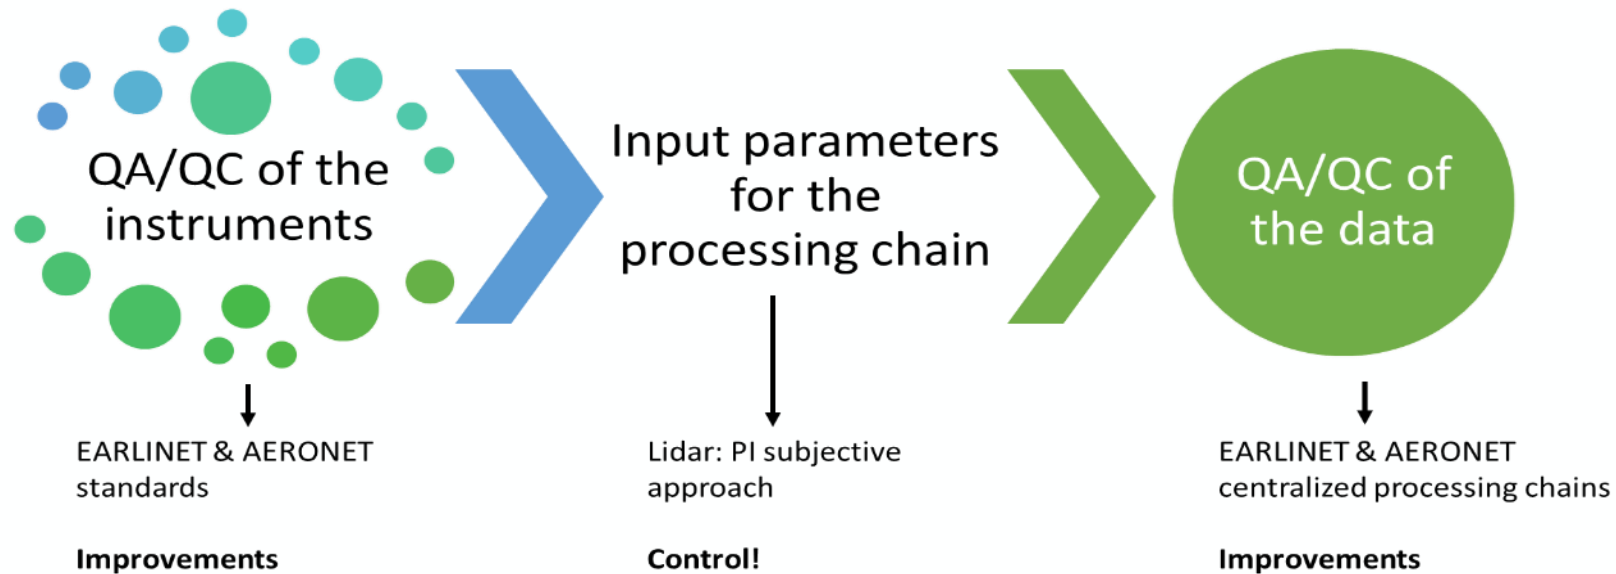 QA/QC of the
instruments
Input parameters
for the
processing chain
QA/QC of
the data
EARLINET & AERONET
standards
Improvements
Lidar: PI subjective
approach
Control!
EARLINET & AERONET
centralized processing chains
Improvements